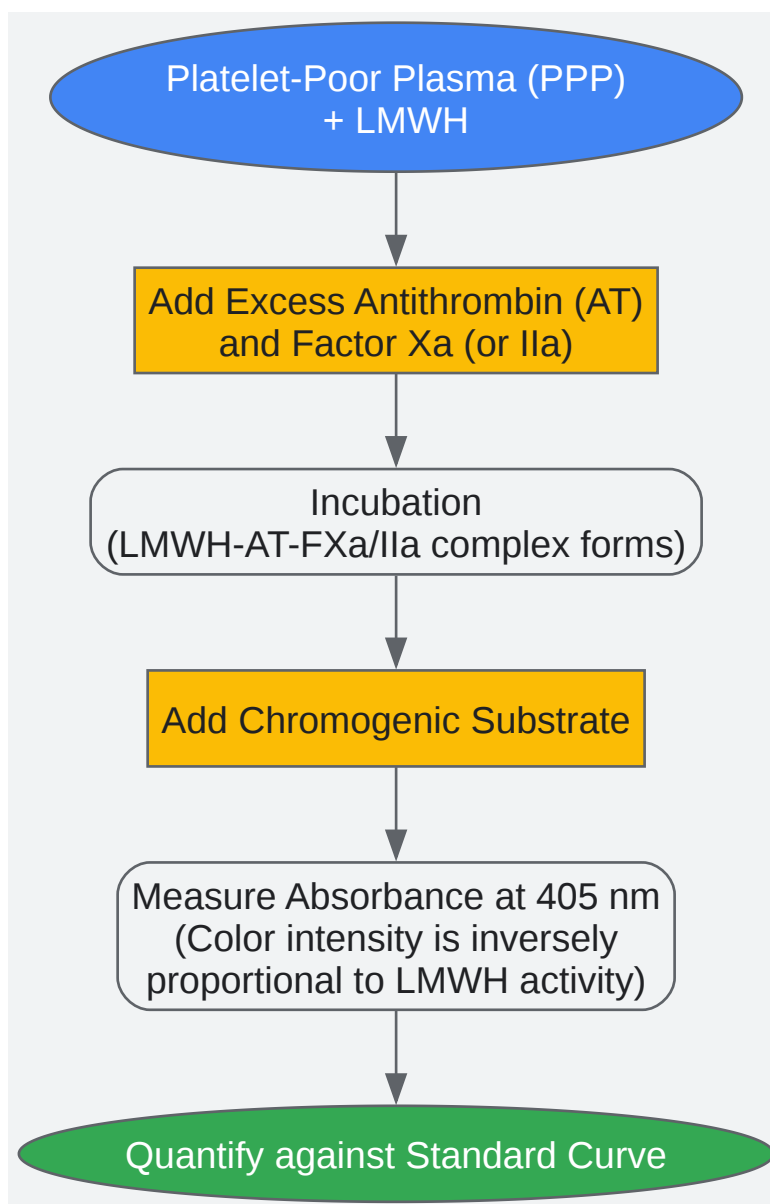 Platelet-Poor Plasma (PPP)
+ LMWH
Add Excess Antithrombin (AT)
and Factor Xa (or IIa)
Incubation
(LMWH-AT-FXa/IIa complex forms)
Add Chromogenic Substrate
Measure Absorbance at 405 nm
(Color intensity is inversely
proportional to LMWH activity)
Quantify against Standard Curve